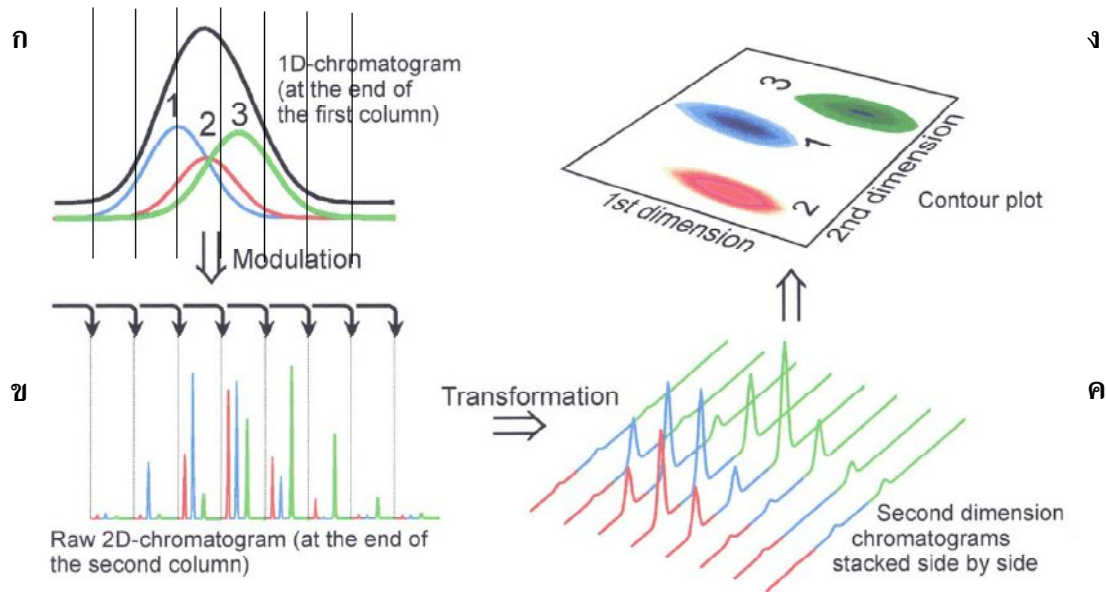 ก
1D-chromatogram
(at the end of
the first column)
1
2
3
Modulation
ข
Raw 2D-chromatogram (at the end of
the second column)
Transformation
ค
Second dimension
chromatograms
stacked side by side
ง
3
1
2
1st dimension
2nd dimension
Contour plot